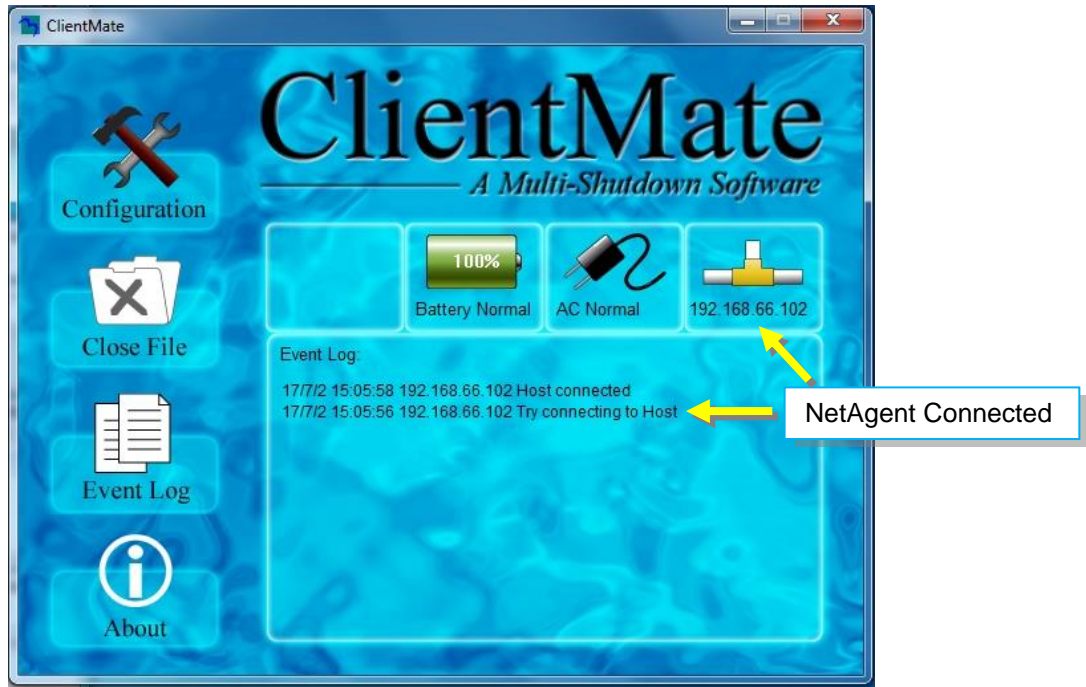 ClientMate
ClientMate
A Multi-Shutdown Software
Configuration
Close File
Event Log
About
100%
Battery Normal
AC Normal
192.168.66.102
Event Log:
17/7/2 15:05:58 192.168.66.102 Host connected
17/7/2 15:05:56 192.168.66.102 Try connecting to Host
NetAgent Connected